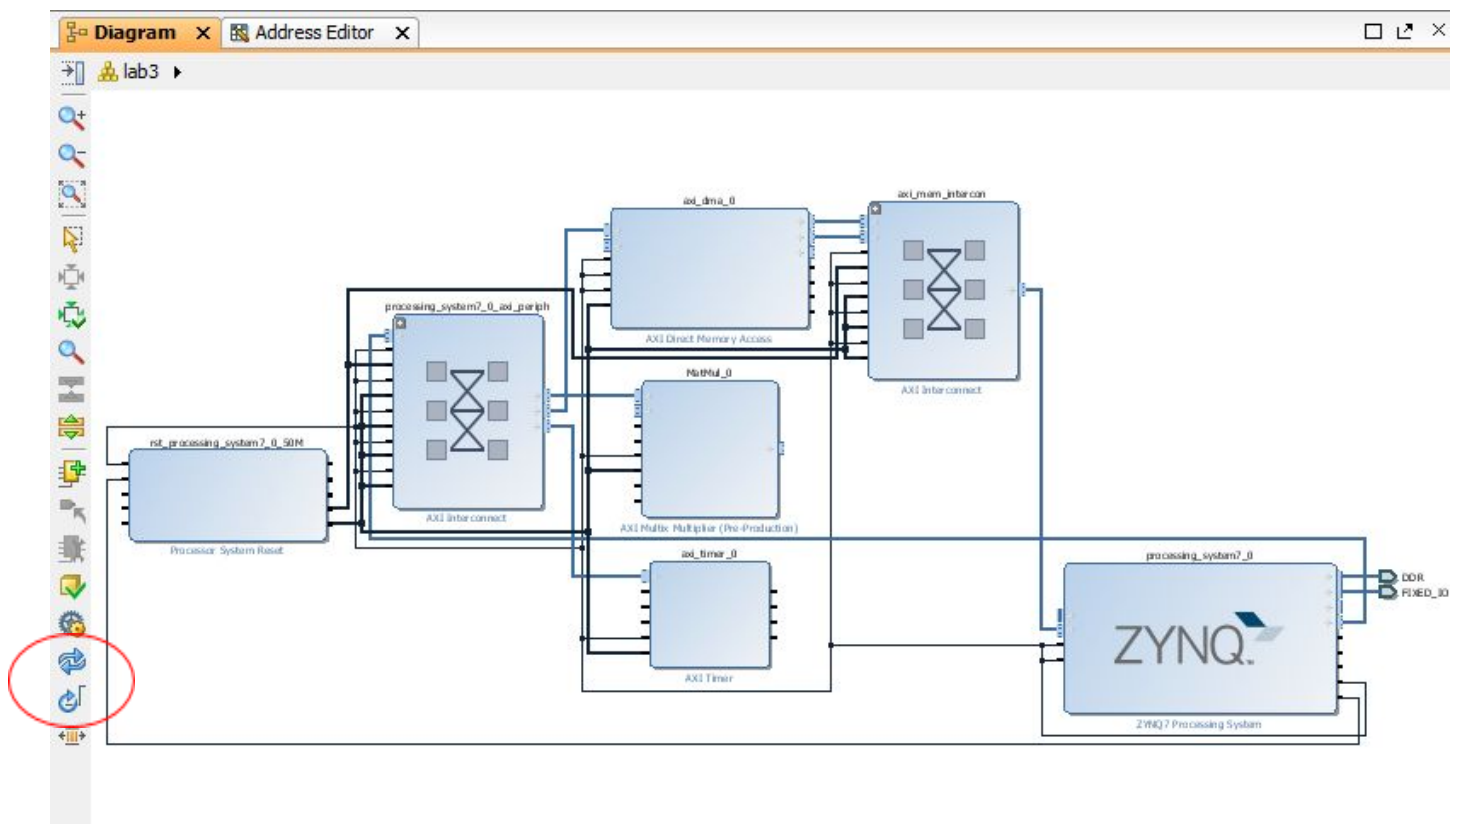 Diagram
Address Editor
lab3
axi_dma_0
axi_mem_intercon
processing_system7_0_axi_periph
AXI Direct Memory Access
MatMul_0
AXI Interconnect
rst_processing_system7_0_50M
AXI Interconnect
AXI Multix Multiplier (Pre-Production)
Processor System Reset
axi_timer_0
processing_system7_0
DDR
FIXED_IO
ZYNQ
AXI Timer
ZYNQ7 Processing System